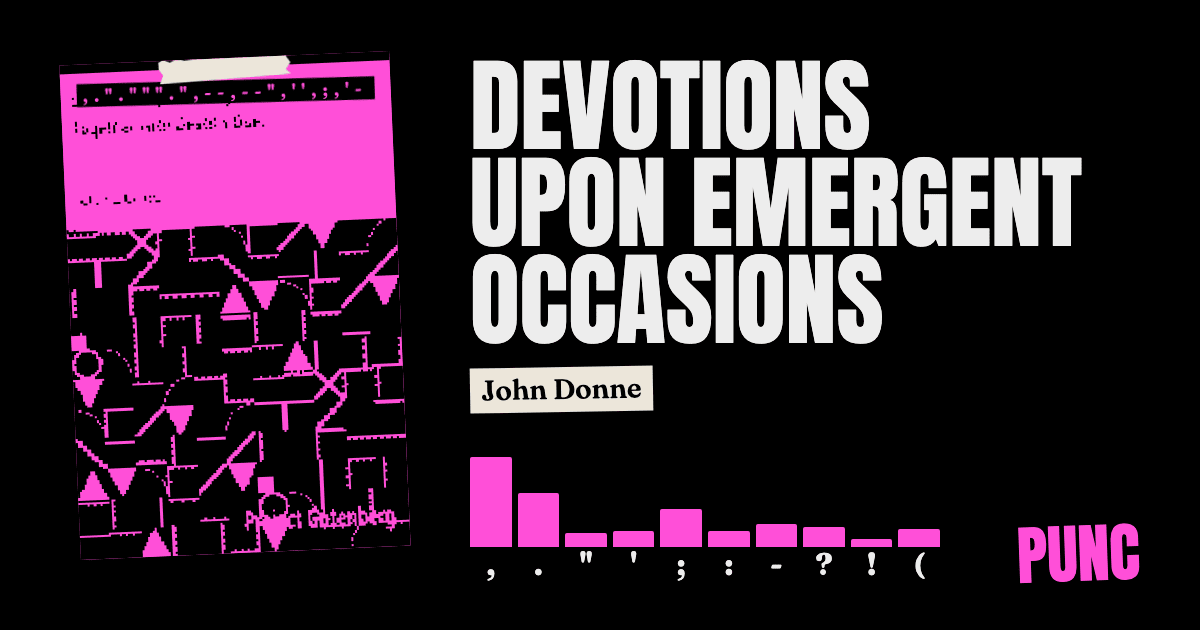 ,.".""".",--,--",'',;,'-
DEVOTIONS
UPON EMERGENT
OCCASIONS
John Donne
Project Gutenberg
, . " ' ; : - ? ! (
PUNC